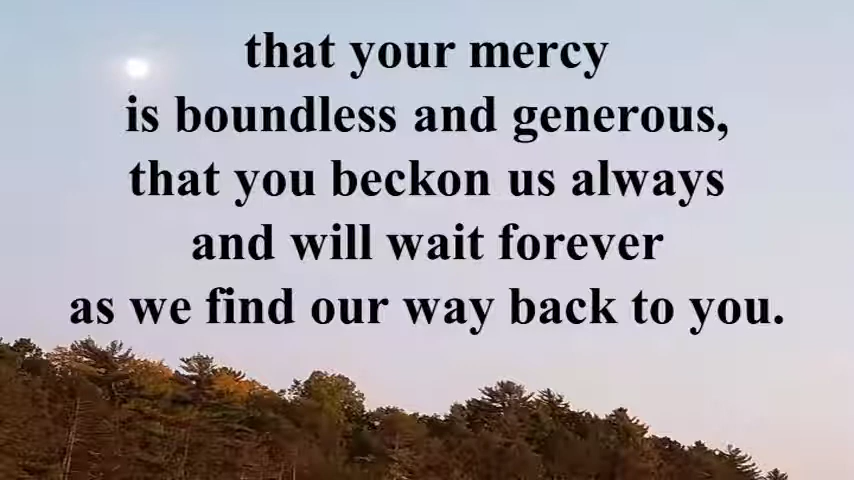 that your mercy
is boundless and generous,
that you beckon us always
and will wait forever
as we find our way back to you.